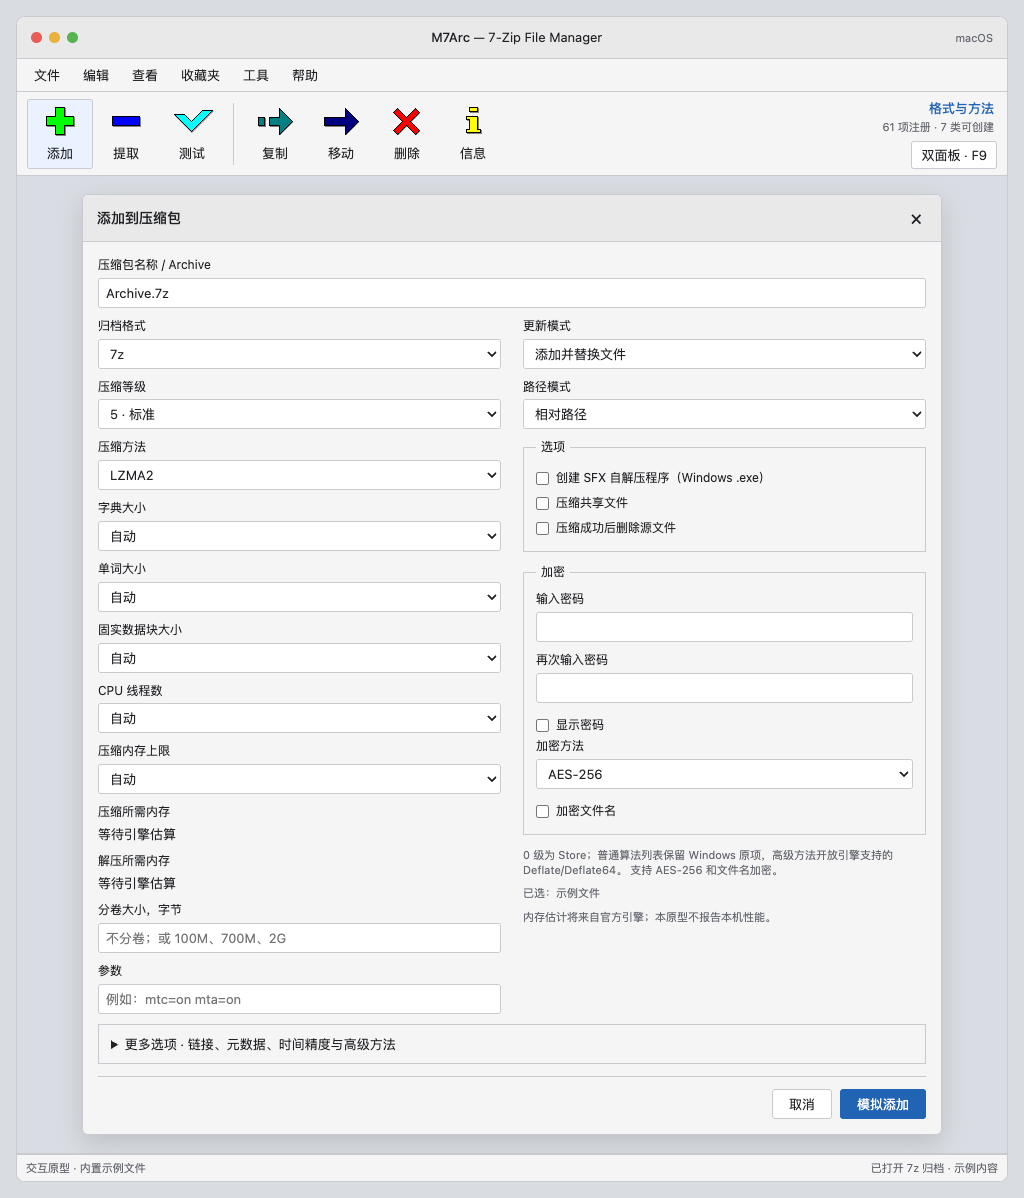 M7Arc — 7-Zip File Manager
macOS
文件 编辑 查看 收藏夹 工具 帮助
添加 提取 测试 复制 移动 删除 信息
格式与方法
61 项注册 · 7 类可创建
双面板 · F9
添加到压缩包
×
压缩包名称 / Archive
Archive.7z
归档格式
7z
压缩等级
5 · 标准
压缩方法
LZMA2
字典大小
自动
单词大小
自动
固实数据块大小
自动
CPU 线程数
自动
压缩内存上限
自动
压缩所需内存
等待引擎估算
解压所需内存
等待引擎估算
分卷大小，字节
不分卷；或 100M、700M、2G
参数
例如：mtc=on mta=on
更新模式
添加并替换文件
路径模式
相对路径
选项
创建 SFX 自解压程序（Windows .exe）
压缩共享文件
压缩成功后删除源文件
加密
输入密码
再次输入密码
显示密码
加密方法
AES-256
加密文件名
0 级为 Store；普通算法列表保留 Windows 原项，高级方法开放引擎支持的
Deflate/Deflate64。 支持 AES-256 和文件名加密。
已选：示例文件
内存估计将来自官方引擎；本原型不报告本机性能。
更多选项 · 链接、元数据、时间精度与高级方法
取消
模拟添加
交互原型 · 内置示例文件
已打开 7z 归档 · 示例内容